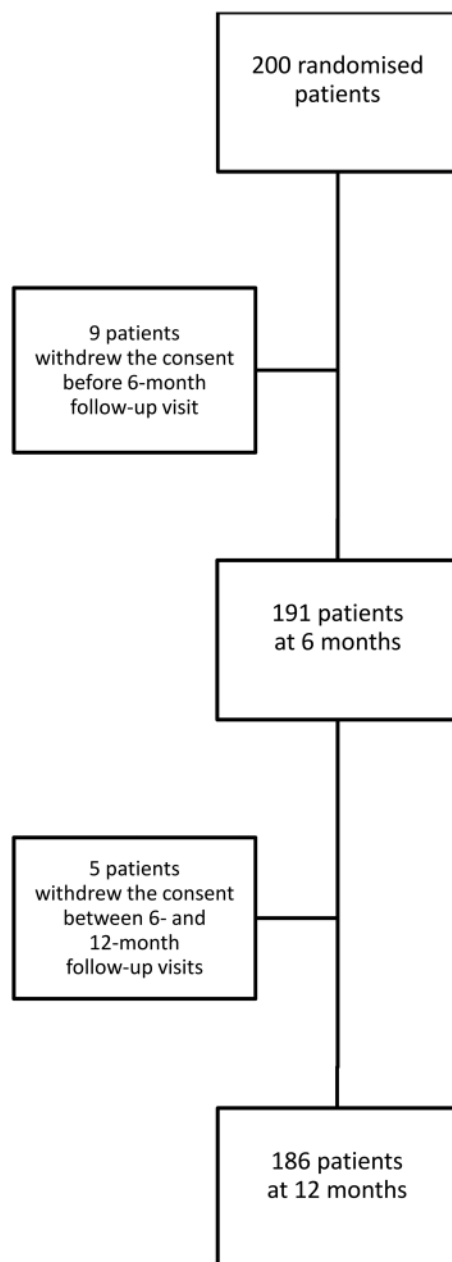 200 randomised
patients
9 patients
withdrew the consent
before 6-month
follow-up visit
191 patients
at 6 months
5 patients
withdrew the consent
between 6- and
12-month
follow-up visits
186 patients
at 12 months